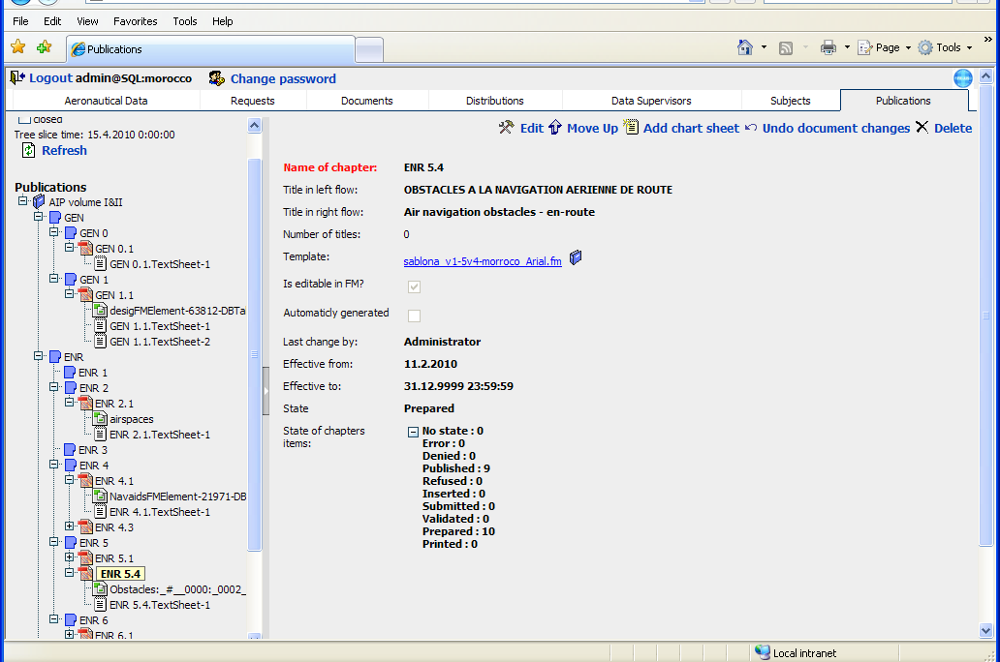 File Edit View Favorites Tools Help
Publications
Page Tools
Logout admin@SQL:morocco Change password
Aeronautical Data Requests Documents Distributions Data Supervisors Subjects Publications
closed
Tree slice time: 15.4.2010 0:00:00
Refresh
Publications
AIP volume I&II
GEN
GEN 0
GEN 0.1
GEN 0.1.TextSheet-1
GEN 1
GEN 1.1
desigFMElement-63812-DBTa
GEN 1.1.TextSheet-1
GEN 1.1.TextSheet-2
ENR
ENR 1
ENR 2
ENR 2.1
airspaces
ENR 2.1.TextSheet-1
ENR 3
ENR 4
ENR 4.1
NavaidsFMElement-21971-DB
ENR 4.1.TextSheet-1
ENR 4.3
ENR 5
ENR 5.1
ENR 5.4
Obstacles:_#__0000:_0002_
ENR 5.4.TextSheet-1
ENR 6
ENR 6.1
Edit Move Up Add chart sheet Undo document changes Delete
Name of chapter: ENR 5.4
Title in left flow: OBSTACLES A LA NAVIGATION AERIENNE DE ROUTE
Title in right flow: Air navigation obstacles - en-route
Number of titles: 0
Template: sablona_v1-5v4-morroco_Arial.fm
Is editable in FM?
Automaticly generated
Last change by: Administrator
Effective from: 11.2.2010
Effective to: 31.12.9999 23:59:59
State Prepared
State of chapters items: No state : 0
Error : 0
Denied : 0
Published : 9
Refused : 0
Inserted : 0
Submitted : 0
Validated : 0
Prepared : 10
Printed : 0
Local intranet